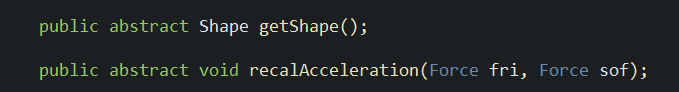 public abstract Shape getShape();
public abstract void recalAcceleration(Force fri, Force sof);